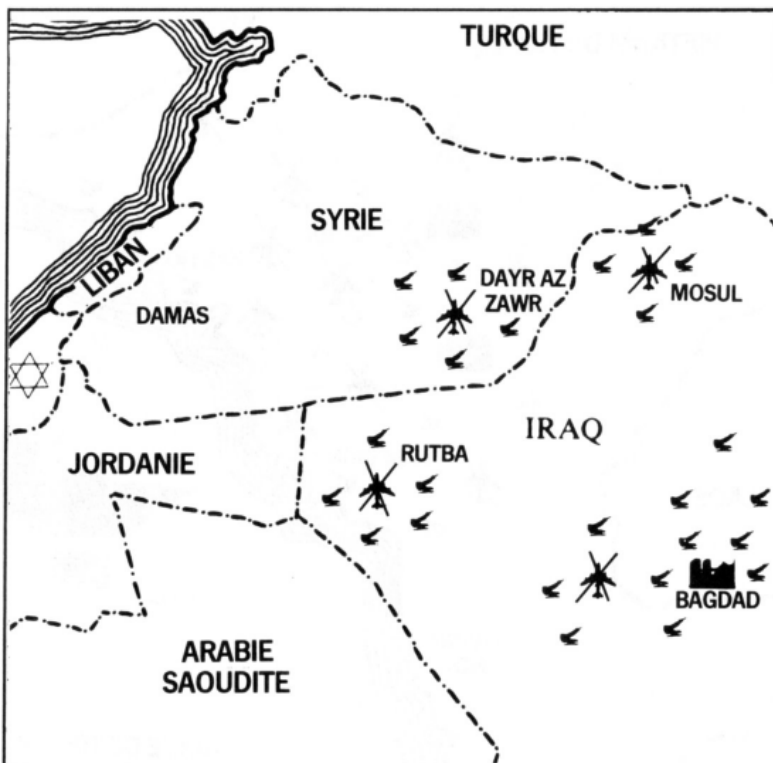 TURQUE
SYRIE
LIBAN
DAYR AZ
ZAWR
MOSUL
DAMAS
IRAQ
JORDANIE
RUTBA
BAGDAD
ARABIE
SAOUDITE